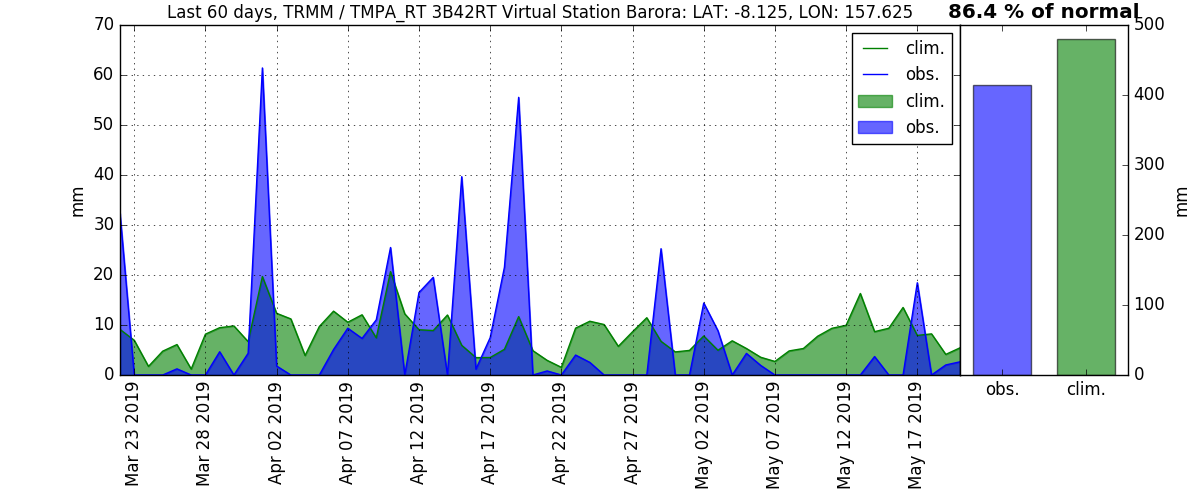 Last 60 days, TRMM / TMPA_RT 3B42RT Virtual Station Barora: LAT: -8.125, LON: 157.625
86.4 % of normal
70
60
50
40
30
20
10
0
mm
clim.
obs.
clim.
obs.
500
400
300
200
100
0
mm
Mar 23 2019
Mar 28 2019
Apr 02 2019
Apr 07 2019
Apr 12 2019
Apr 17 2019
Apr 22 2019
Apr 27 2019
May 02 2019
May 07 2019
May 12 2019
May 17 2019
obs.
clim.